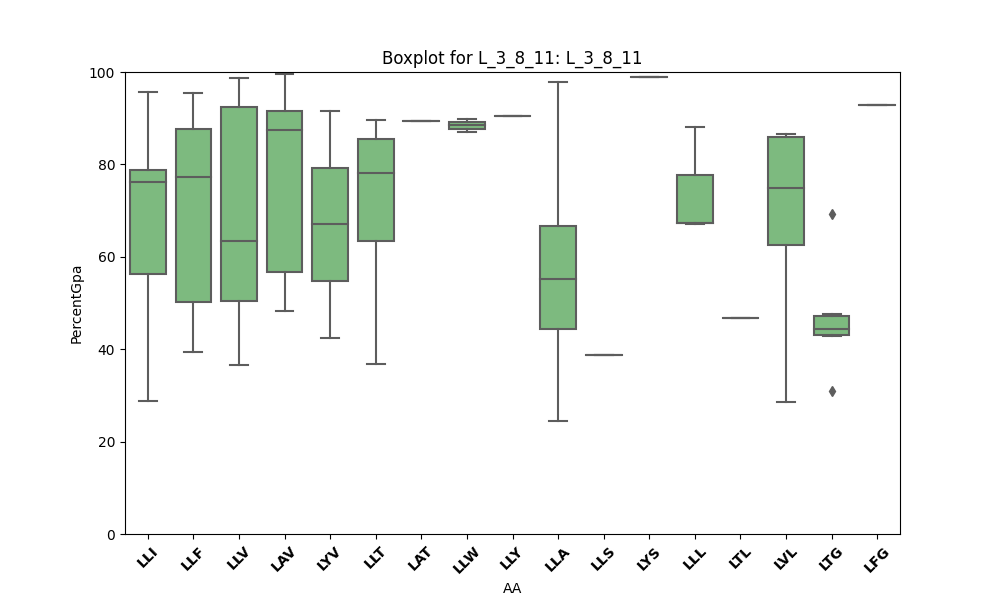 Boxplot for L_3_8_11: L_3_8_11
PercentGpa
100
80
60
40
20
0
LLI LLF LLV LAV LYV LLT LAT LLW LLY LLA LLS LYS LLL LTL LVL LTG LFG
AA